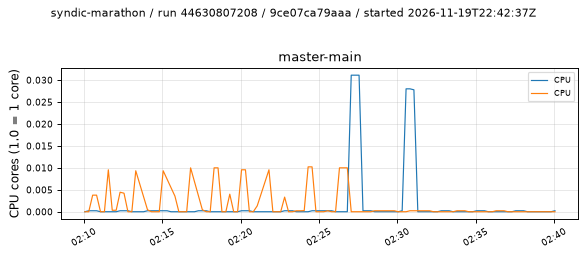 syndic-marathon / run 44630807208 / 9ce07ca79aaa / started 2026-11-19T22:42:37Z
master-main
CPU cores (1.0 = 1 core)
0.030
0.025
0.020
0.015
0.010
0.005
0.000
CPU
CPU
02:10
02:15
02:20
02:25
02:30
02:35
02:40